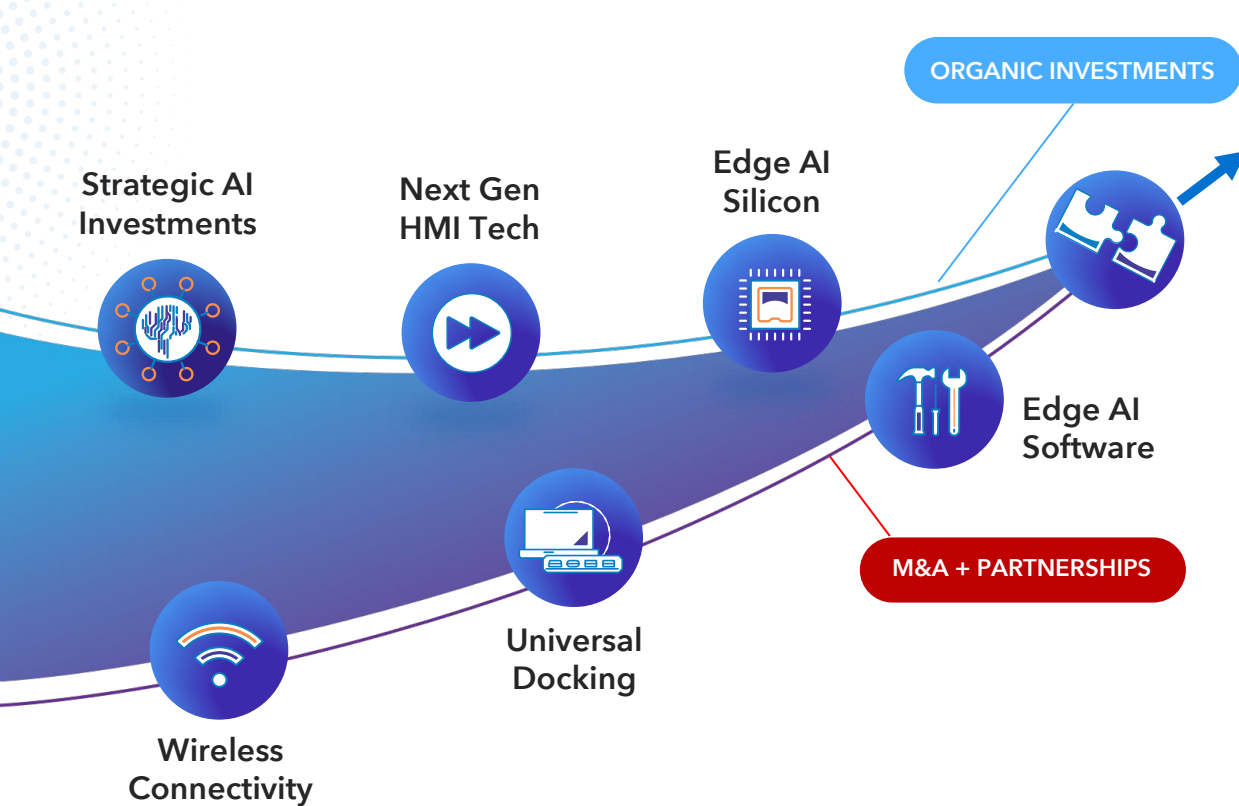 ORGANIC INVESTMENTS
Strategic AI
Investments
Next Gen
HMI Tech
Edge AI
Silicon
Edge AI
Software
M&A + PARTNERSHIPS
Universal
Docking
Wireless
Connectivity